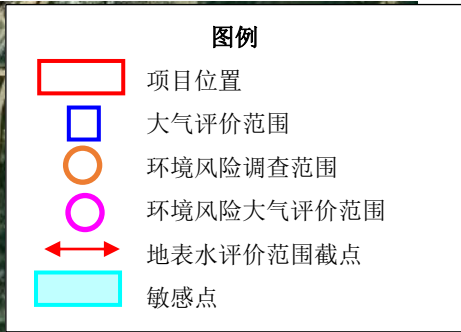 图例
项目位置
大气评价范围
环境风险调查范围
环境风险大气评价范围
地表水评价范围截点
敏感点